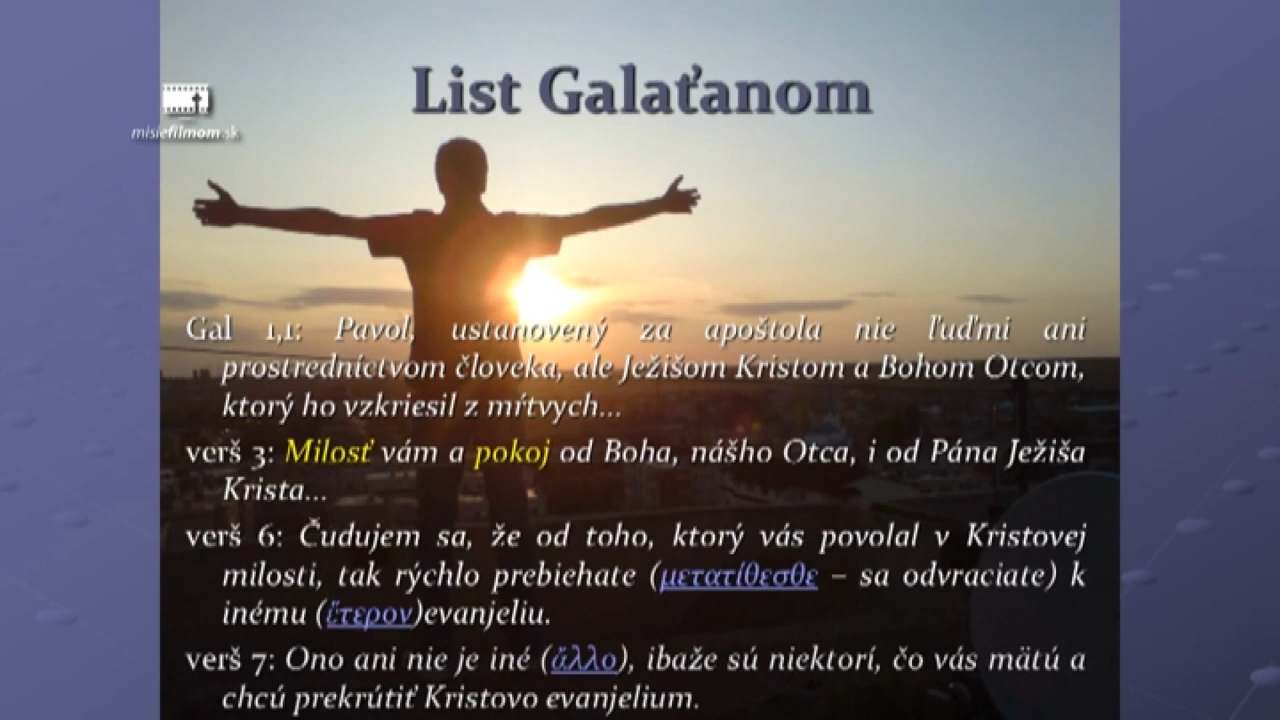 List Galaťanom
misiefilmom.sk
Gal 1,1: Pavol, ustanovený za apoštola nie ľuďmi ani
prostredníctvom človeka, ale Ježišom Kristom a Bohom Otcom,
ktorý ho vzkriesil z mŕtvych...
verš 3: Milosť vám a pokoj od Boha, nášho Otca, i od Pána Ježiša
Krista...
verš 6: Čudujem sa, že od toho, ktorý vás povolal v Kristovej
milosti, tak rýchlo prebiehate (μετατίθεσθε – sa odvraciate) k
inému (ἕτερον)evanjeliu.
verš 7: Ono ani nie je iné (ἄλλο), ibaže sú niektorí, čo vás mätú a
chcú prekrútiť Kristovo evanjelium.